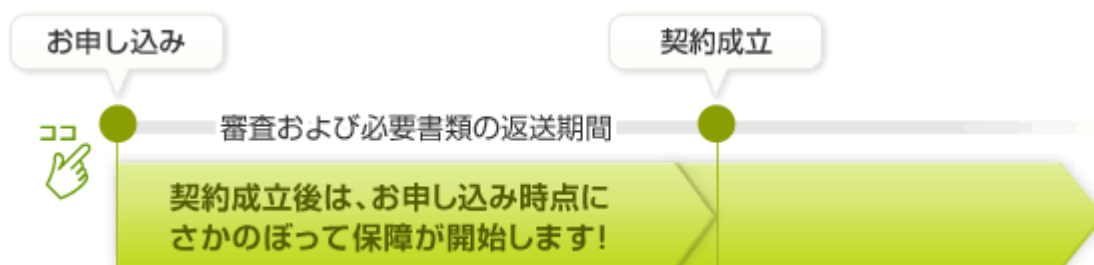 お申し込み
契約成立
ココ
審査および必要書類の返送期間
契約成立後は、お申し込み時点に
さかのぼって保障が開始します!